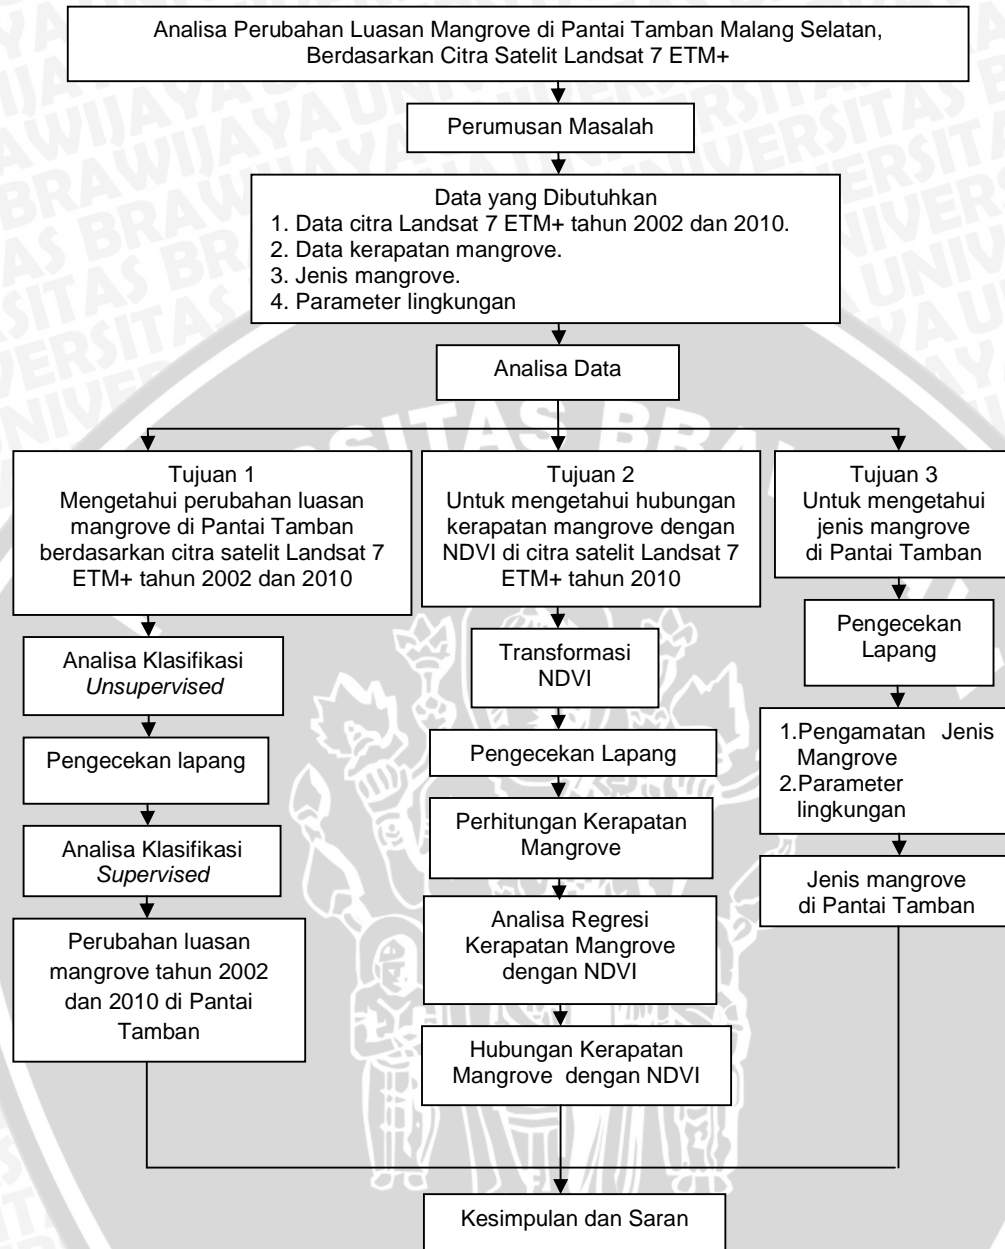 Analisa Perubahan Luasan Mangrove di Pantai Tamban Malang Selatan,
Berdasarkan Citra Satelit Landsat 7 ETM+
Perumusan Masalah
Data yang Dibutuhkan
1. Data citra Landsat 7 ETM+ tahun 2002 dan 2010.
2. Data kerapatan mangrove.
3. Jenis mangrove.
4. Parameter lingkungan
Analisa Data
Tujuan 1
Mengetahui perubahan luasan
mangrove di Pantai Tamban
berdasarkan citra satelit Landsat 7
ETM+ tahun 2002 dan 2010
Analisa Klasifikasi
Unsupervised
Pengecekan lapang
Analisa Klasifikasi
Supervised
Perubahan luasan
mangrove tahun 2002
dan 2010 di Pantai
Tamban
Tujuan 2
Untuk mengetahui hubungan
kerapatan mangrove dengan
NDVI di citra satelit Landsat 7
ETM+ tahun 2010
Transformasi
NDVI
Pengecekan Lapang
Perhitungan Kerapatan
Mangrove
Analisa Regresi
Kerapatan Mangrove
dengan NDVI
Hubungan Kerapatan
Mangrove dengan NDVI
Tujuan 3
Untuk mengetahui
jenis mangrove
di Pantai Tamban
Pengecekan
Lapang
1.Pengamatan Jenis
Mangrove
2.Parameter
lingkungan
Jenis mangrove
di Pantai Tamban
Kesimpulan dan Saran